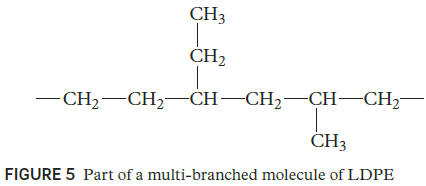 CH3
CH2
—CH2—CH2—CH—CH2—CH—CH2—
CH3
FIGURE 5 Part of a multi-branched molecule of LDPE